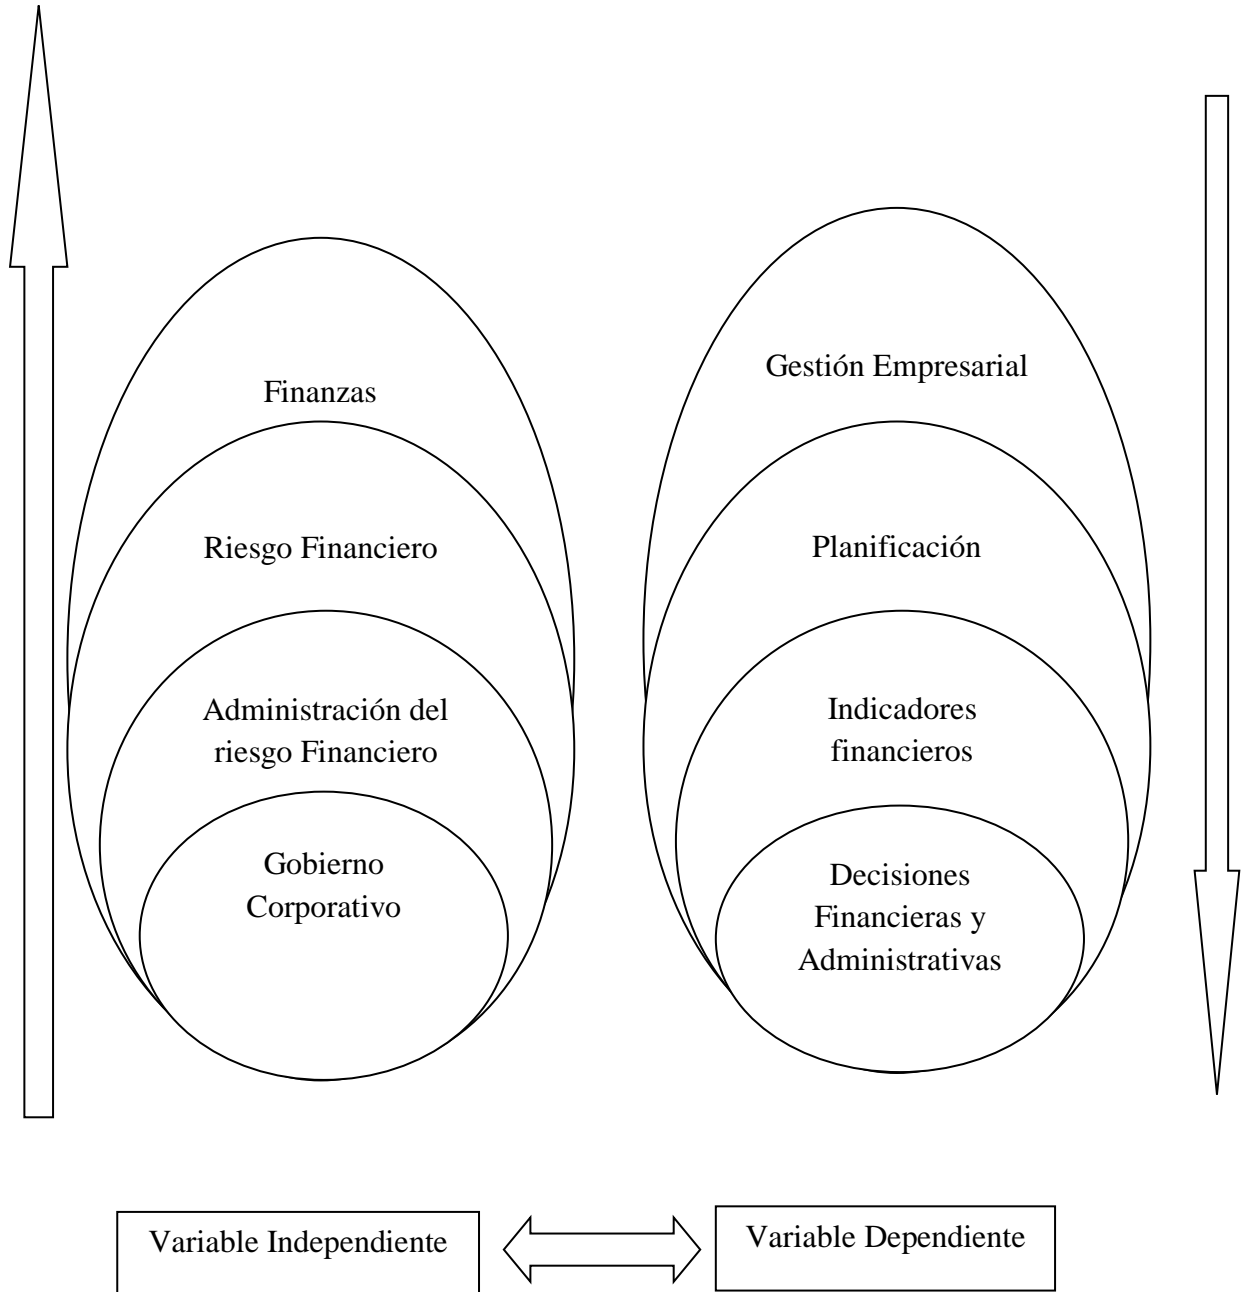 Finanzas
Riesgo Financiero
Administración del
riesgo Financiero
Gobierno
Corporativo
Gestión Empresarial
Planificación
Indicadores
financieros
Decisiones
Financieras y
Administrativas
Variable Independiente
Variable Dependiente